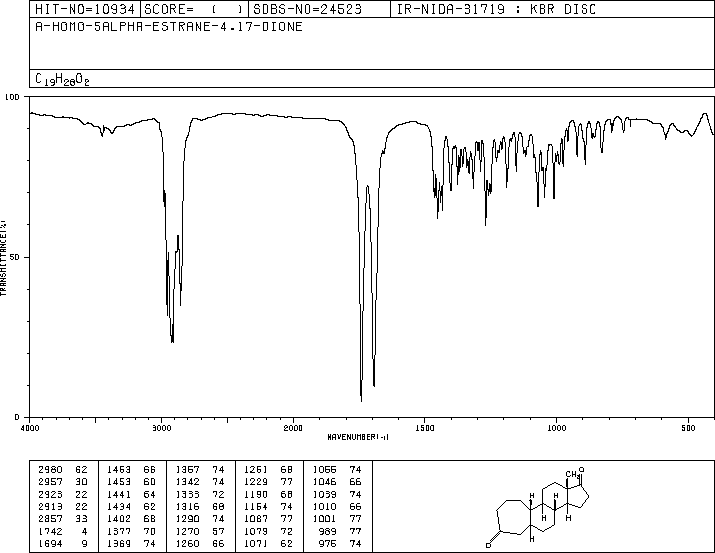 HIT-NO=10934 SCORE= ( ) SDBS-NO=24523 IR-NIDA-31719 : KBR DISC
A-HOMO-5ALPHA-ESTRANE-4.17-DIONE
C19H28O2
100
50
0
TRANSMITTANCE(%)
4000 3000 2000 1500 1000 500
WAVENUMBER(-1)
2980 62 1463 66 1357 74 1251 68 1066 74
2957 30 1453 60 1342 74 1229 77 1046 66
2923 22 1441 64 1333 72 1190 68 1039 74
2913 22 1434 62 1316 68 1164 74 1010 66
2857 33 1402 68 1290 74 1087 77 1001 77
1742 4 1377 70 1270 57 1079 72 989 77
1694 9 1369 74 1260 66 1071 62 975 74
CH3 O
H H
H H
H
O